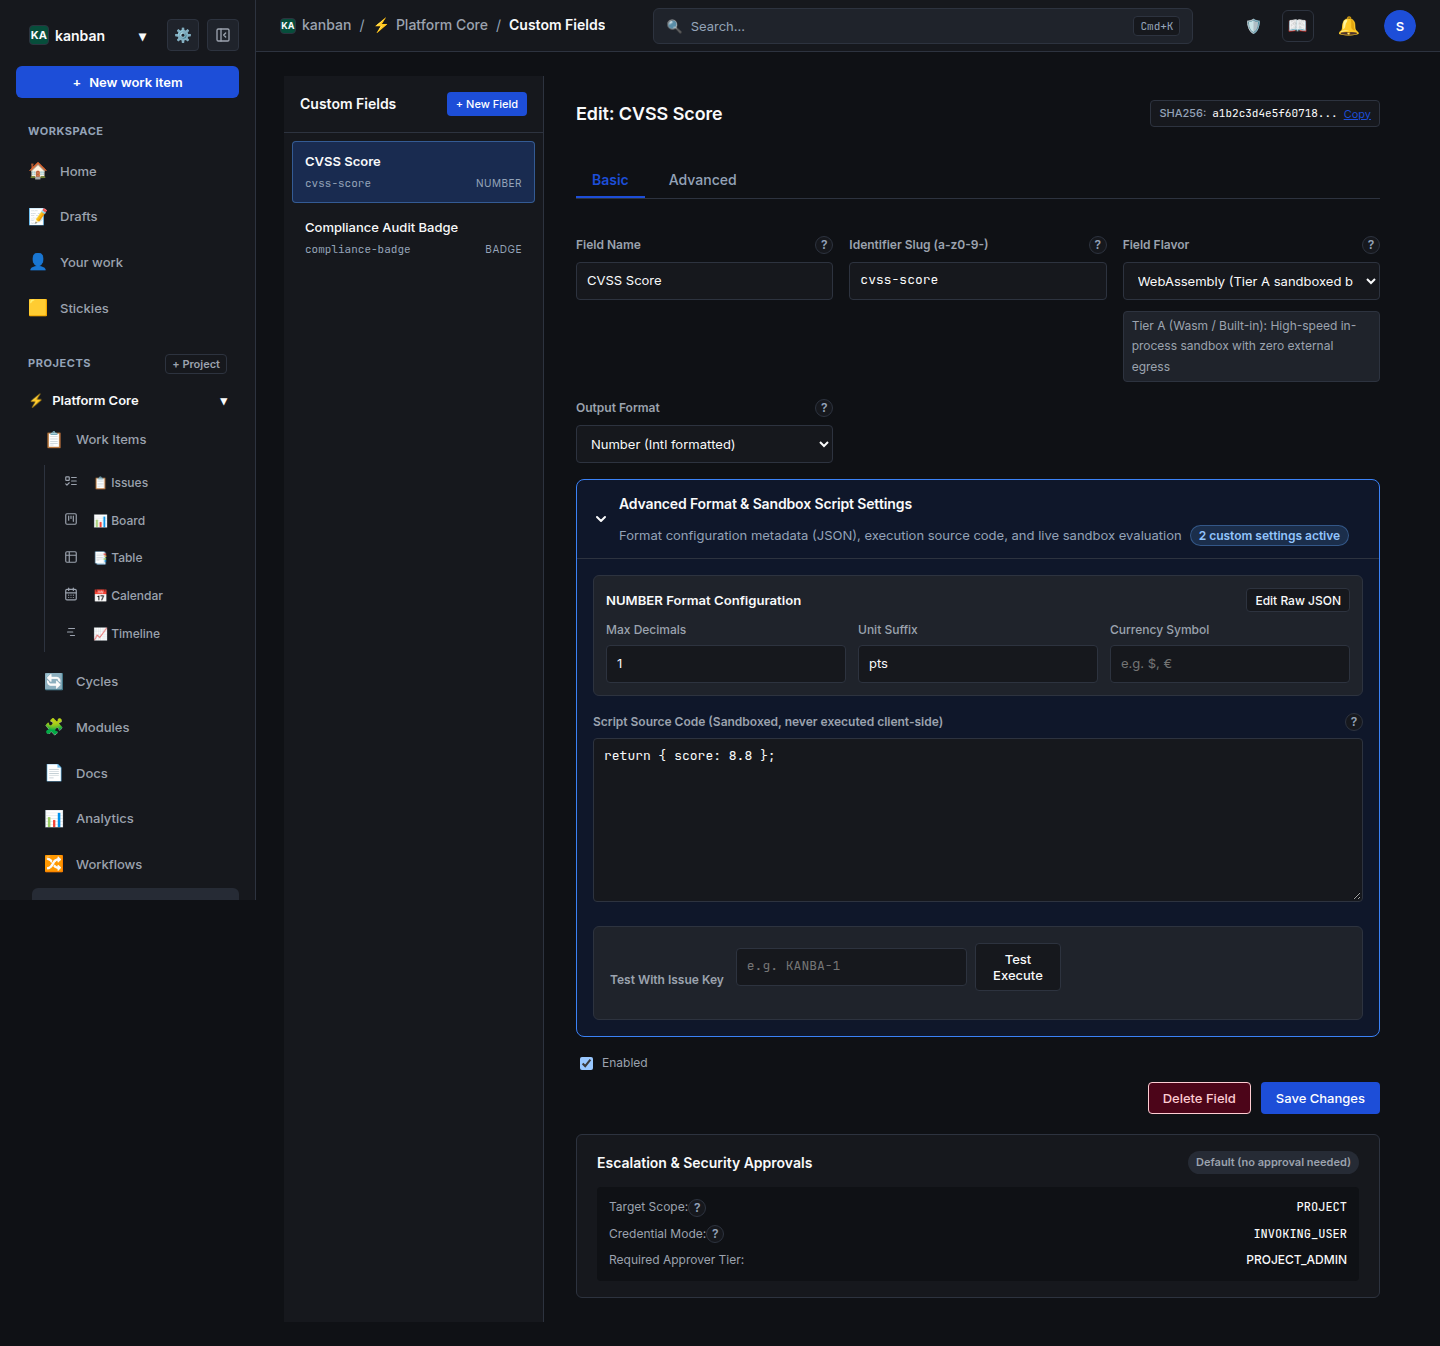 KA kanban ▾
+ New work item
WORKSPACE
Home
Drafts
Your work
Stickies
PROJECTS
+ Project
Platform Core ▾
Work Items
Issues
Board
Table
Calendar
Timeline
Cycles
Modules
Docs
Analytics
Workflows
KA kanban / Platform Core / Custom Fields
Search...
Cmd+K
S
Custom Fields
+ New Field
CVSS Score
cvss-score NUMBER
Compliance Audit Badge
compliance-badge BADGE
Edit: CVSS Score
SHA256: a1b2c3d4e5f60718... Copy
Basic Advanced
Field Name ?
CVSS Score
Identifier Slug (a-z0-9-) ?
cvss-score
Field Flavor ?
WebAssembly (Tier A sandboxed b
Tier A (Wasm / Built-in): High-speed in-
process sandbox with zero external
egress
Output Format ?
Number (Intl formatted)
Advanced Format & Sandbox Script Settings
Format configuration metadata (JSON), execution source code, and live sandbox evaluation 2 custom settings active
NUMBER Format Configuration
Edit Raw JSON
Max Decimals Unit Suffix Currency Symbol
1 pts e.g. $, €
Script Source Code (Sandboxed, never executed client-side) ?
return { score: 8.8 };
Test With Issue Key
e.g. KANBA-1
Test
Execute
Enabled
Delete Field
Save Changes
Escalation & Security Approvals
Default (no approval needed)
Target Scope: ? PROJECT
Credential Mode: ? INVOKING_USER
Required Approver Tier: PROJECT_ADMIN